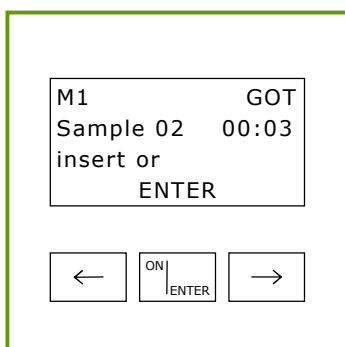 M1 GOT
Sample 02 00:03
insert or
ENTER
← ON ENTER →